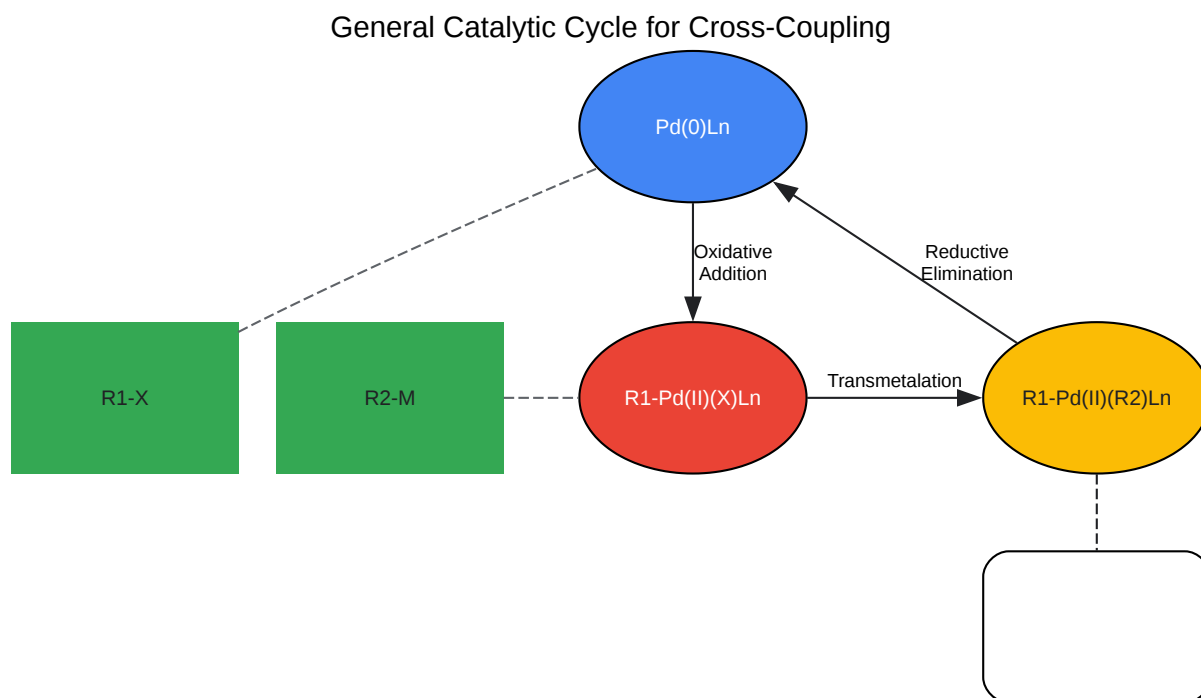 General Catalytic Cycle for Cross-Coupling
Pd(0)Ln
Oxidative
Addition
Reductive
Elimination
R1-X
R2-M
R1-Pd(II)(X)Ln
Transmetalation
R1-Pd(II)(R2)Ln